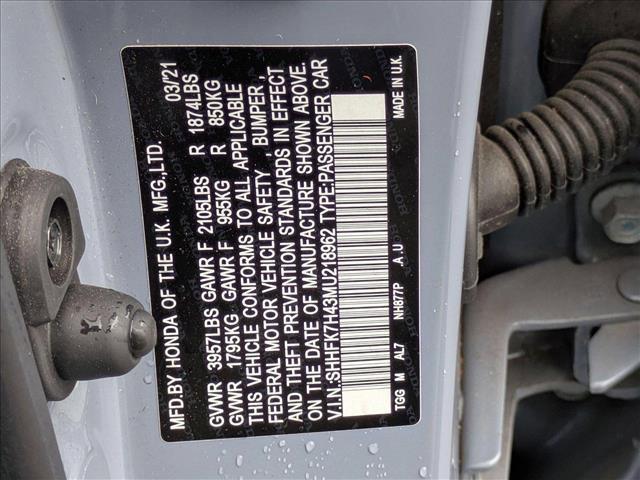 MFD.BY HONDA OF THE U.K. MFG.,LTD. 03/21
GVWR 3957LBS GAWR F 2105LBS R 1874LBS
GVWR 1795KG GAWR F 955KG R 850KG
THIS VEHICLE CONFORMS TO ALL APPLICABLE
FEDERAL MOTOR VEHICLE SAFETY , BUMPER ,
AND THEFT PREVENTION STANDARDS IN EFFECT
ON THE DATE OF MANUFACTURE SHOWN ABOVE.
V.I.N.:SHHFK7H43MU218962 TYPE:PASSENGER CAR
TGG M AL7 NH877P A U MADE IN U.K.